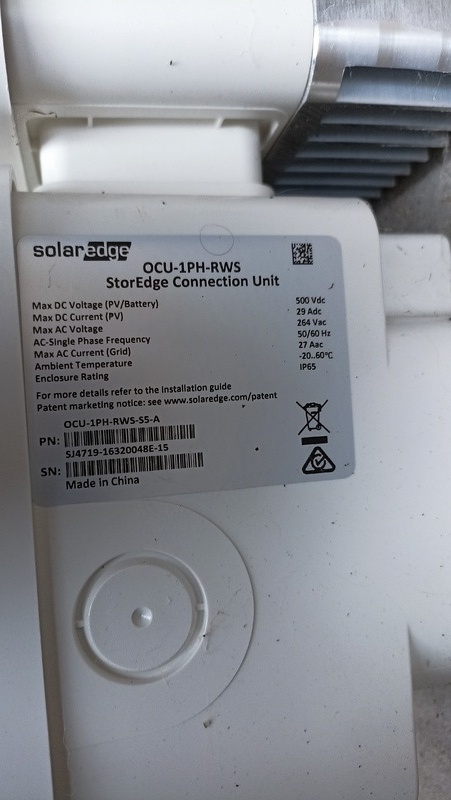 solaredge
OCU-1PH-RWS
StorEdge Connection Unit
Max DC Voltage (PV/Battery) 500 Vdc
Max DC Current (PV) 29 Adc
Max AC Voltage 264 Vac
AC-Single Phase Frequency 50/60 Hz
Max AC Current (Grid) 27 Aac
Ambient Temperature -20..60°C
Enclosure Rating IP65
For more details refer to the installation guide
Patent marketing notice: see www.solaredge.com/patent
OCU-1PH-RWS-S5-A
PN:
SJ4719-16320048E-15
SN:
Made in China